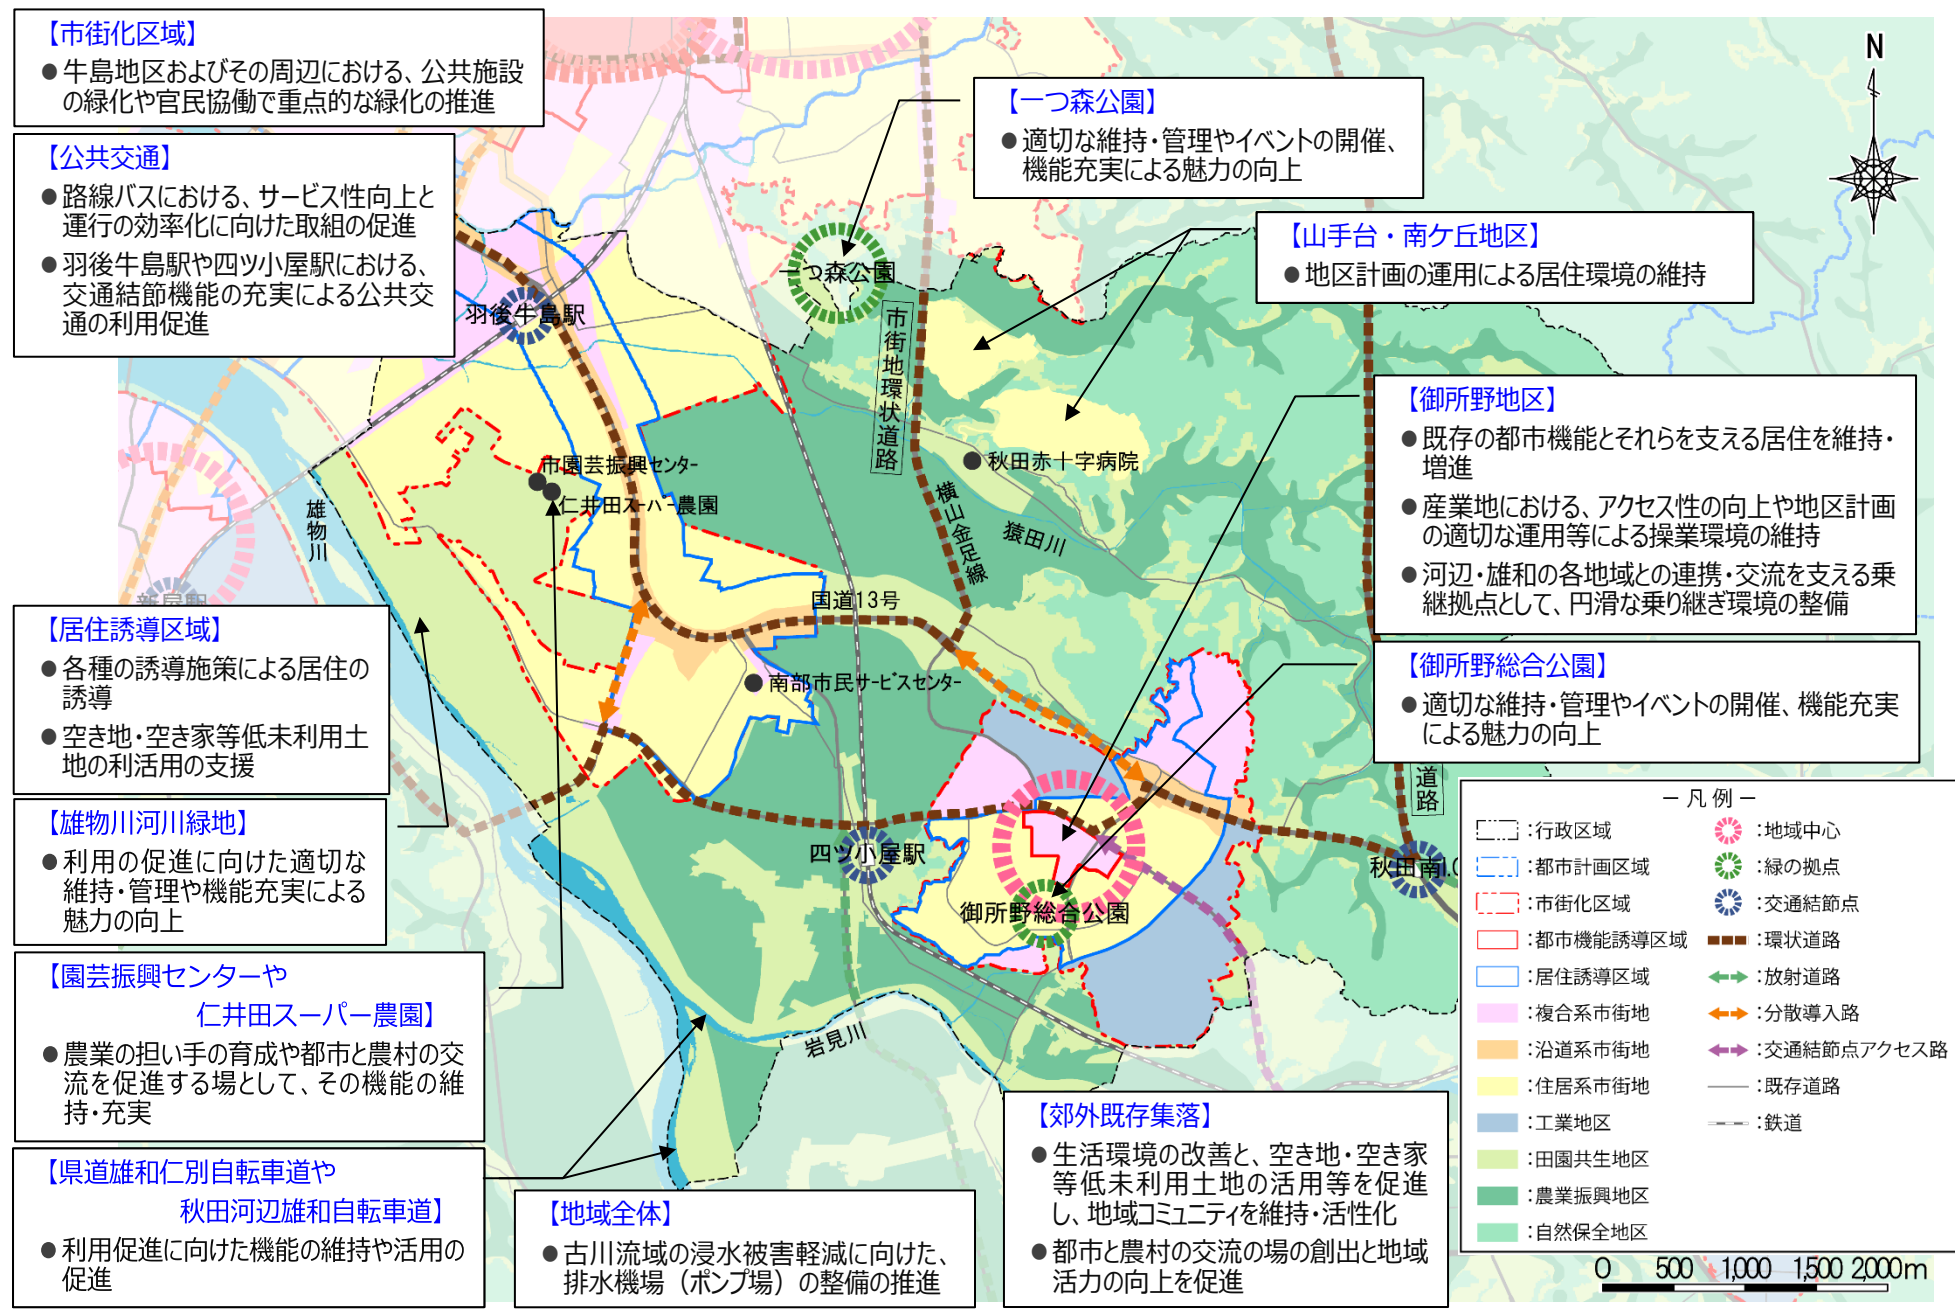 【市街化区域】
●牛島地区およびその周辺における、公共施設
の緑化や官民協働で重点的な緑化の推進
【公共交通】
●路線バスにおける、サービス性向上と
運行の効率化に向けた取組の促進
●羽後牛島駅や四ツ小屋駅における、
交通結節機能の充実による公共交
通の利用促進
【一つ森公園】
●適切な維持・管理やイベントの開催、
機能充実による魅力の向上
【山手台・南ケ丘地区】
●地区計画の運用による居住環境の維持
【御所野地区】
●既存の都市機能とそれらを支える居住を維持・
増進
●産業地における、アクセス性の向上や地区計画
の適切な運用等による操業環境の維持
●河辺・雄和の各地域との連携・交流を支える乗
継拠点として、円滑な乗り継ぎ環境の整備
【御所野総合公園】
●適切な維持・管理やイベントの開催、機能充実
による魅力の向上
【居住誘導区域】
●各種の誘導施策による居住の
誘導
●空き地・空き家等低未利用土
地の利活用の支援
【雄物川河川緑地】
●利用の促進に向けた適切な
維持・管理や機能充実による
魅力の向上
【園芸振興センターや
仁井田スーパー農園】
●農業の担い手の育成や都市と農村の交
流を促進する場として、その機能の維
持・充実
【県道雄和仁別自転車道や
秋田河辺雄和自転車道】
●利用促進に向けた機能の維持や活用の
促進
【地域全体】
●古川流域の浸水被害軽減に向けた、
排水機場（ポンプ場）の整備の推進
【郊外既存集落】
●生活環境の改善と、空き地・空き家
等低未利用土地の活用等を促進
し、地域コミュニティを維持・活性化
●都市と農村の交流の場の創出と地域
活力の向上を促進
N
一つ森公園
羽後牛島駅
市街地環状道路
秋田赤十字病院
市園芸振興センター
仁井田スーパー農園
雄物川
横山金足線
猿田川
新屋駅
国道13号
南部市民サービスセンター
四ツ小屋駅
御所野総合公園
秋田南I.C
道路
岩見川
－凡例－
：行政区域
：都市計画区域
：市街化区域
：都市機能誘導区域
：居住誘導区域
：複合系市街地
：沿道系市街地
：住居系市街地
：工業地区
：田園共生地区
：農業振興地区
：自然保全地区
：地域中心
：緑の拠点
：交通結節点
：環状道路
：放射道路
：分散導入路
：交通結節点アクセス路
：既存道路
：鉄道
0 500 1,000 1,500 2,000m